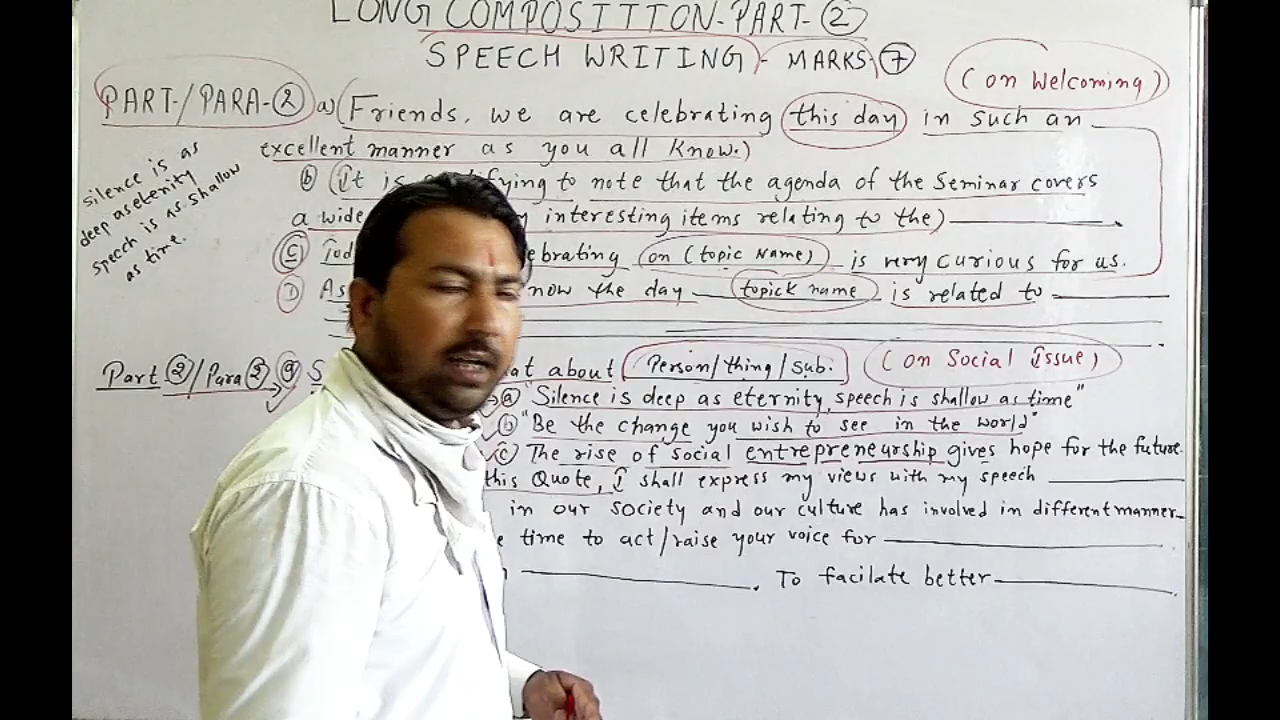 LONG COMPOSITION-PART-②
SPEECH WRITING - MARKS-⑦
(on Welcoming)
PART-/PARA-② a) (Friends, we are celebrating this day in such an
excellent manner as you all know.)
b) It is to note that the agenda of the Seminar covers
a wide interesting items relating to the)
c) ebrating on (topic Name) is very curious for us.
d) As now the day topick name is related to
silence is as
deep as eternity
speech is as shallow
as time.
Part ②/Para ③ a) at about Person/thing/sub. (on Social Issue)
a) "Silence is deep as eternity, speech is shallow as time"
b) "Be the change you wish to see in the world"
c) The rise of social entrepreneurship gives hope for the future.
this Quote, I shall express my views with my speech
in our society and our culture has involved in different manner
time to act/raise your voice for
. To facilate better